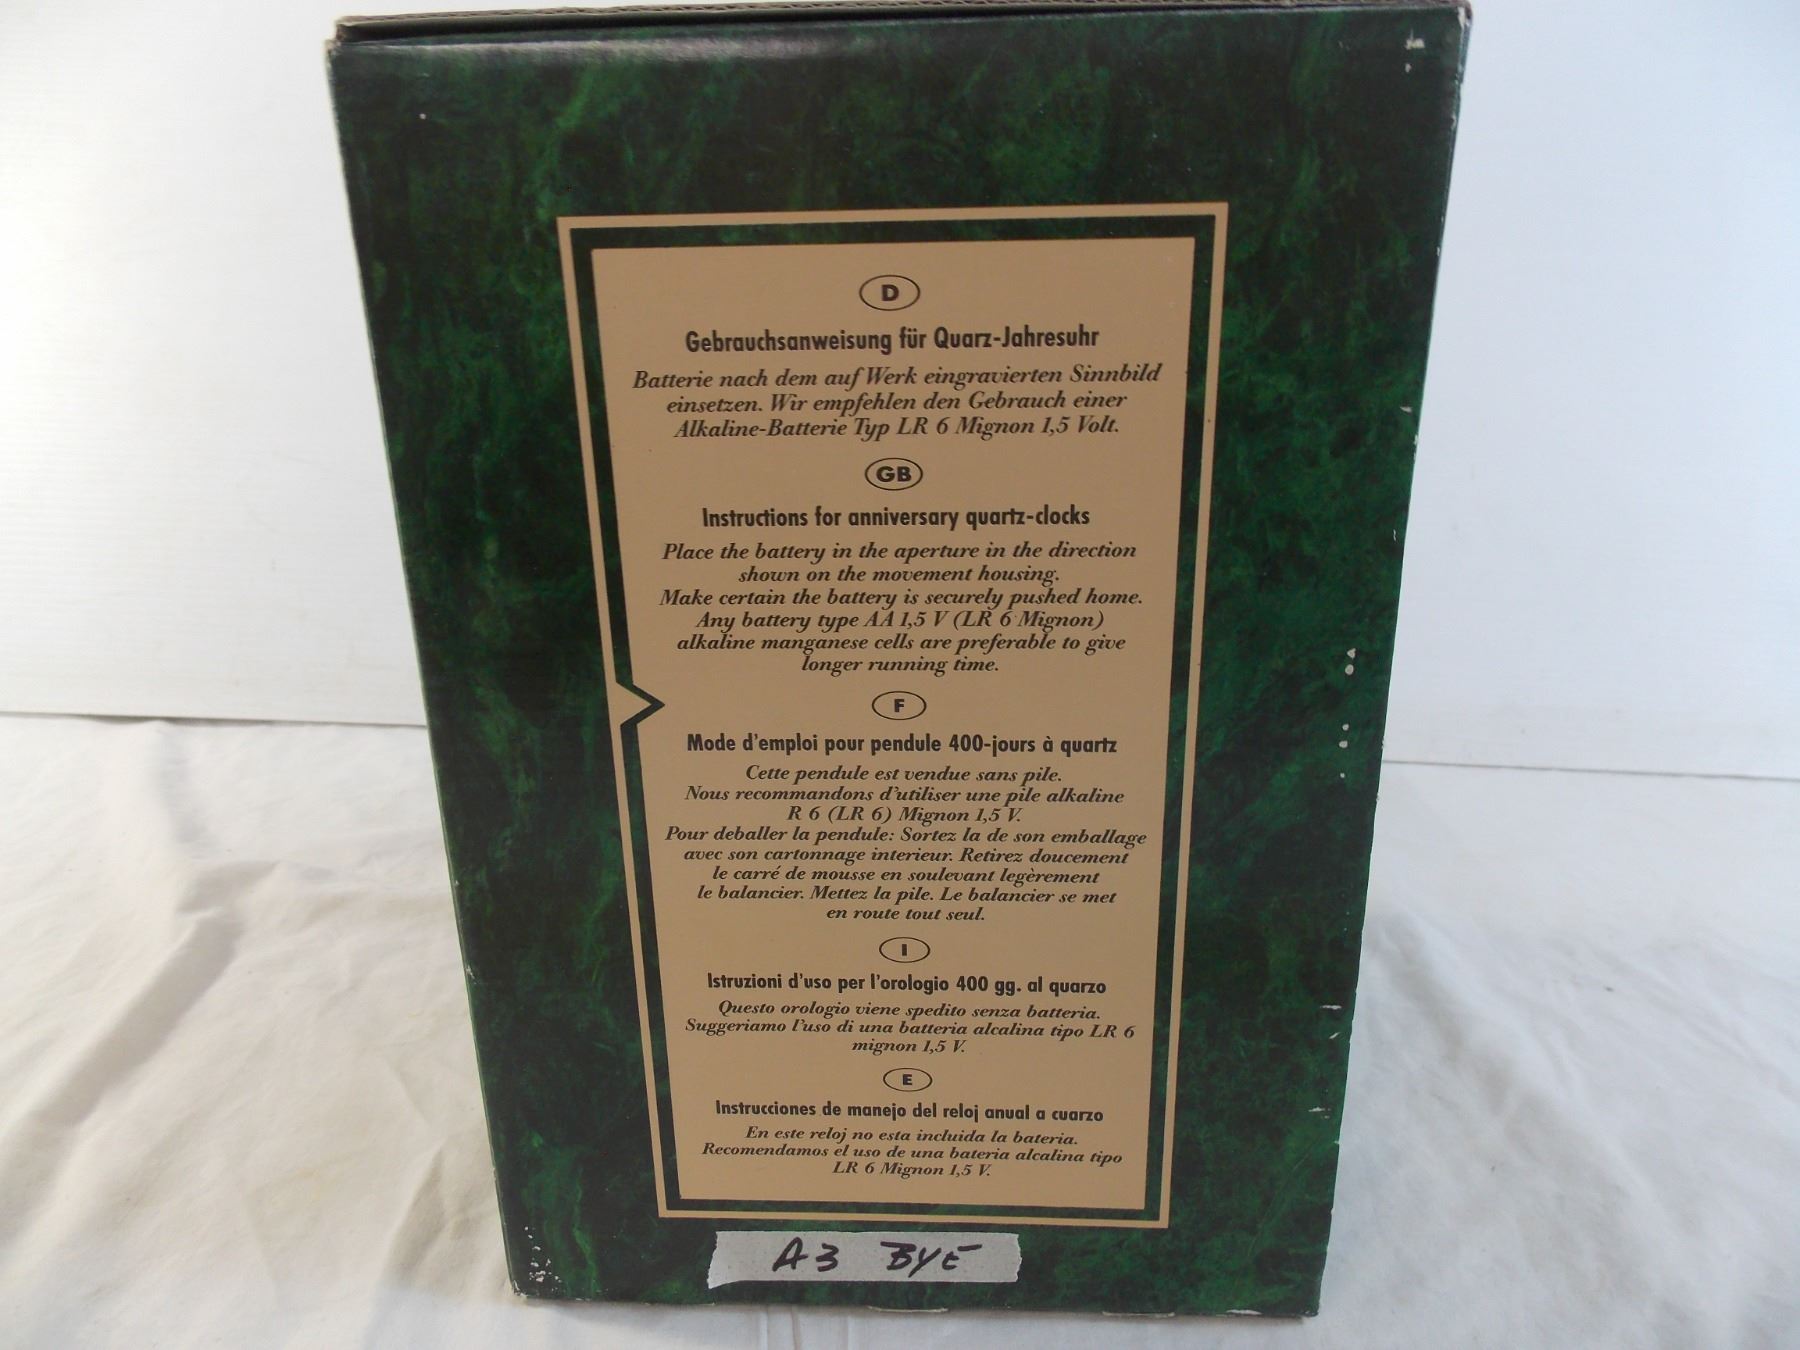 D
Gebrauchsanweisung für Quarz-Jahresuhr
Batterie nach dem auf Werk eingravierten Sinnbild
einsetzen. Wir empfehlen den Gebrauch einer
Alkaline-Batterie Typ LR 6 Mignon 1,5 Volt.
GB
Instructions for anniversary quartz-clocks
Place the battery in the aperture in the direction
shown on the movement housing.
Make certain the battery is securely pushed home.
Any battery type AA 1,5 V (LR 6 Mignon)
alkaline manganese cells are preferable to give
longer running time.
F
Mode d'emploi pour pendule 400-jours à quartz
Cette pendule est vendue sans pile.
Nous recommandons d'utiliser une pile alkaline
R 6 (LR 6) Mignon 1,5 V.
Pour deballer la pendule: Sortez la de son emballage
avec son cartonnage interieur. Retirez doucement
le carré de mousse en soulevant legèrement
le balancier. Mettez la pile. Le balancier se met
en route tout seul.
I
Istruzioni d'uso per l'orologio 400 gg. al quarzo
Questo orologio viene spedito senza batteria.
Suggeriamo l'uso di una batteria alcalina tipo LR 6
mignon 1,5 V.
E
Instrucciones de manejo del reloj anual a cuarzo
En este reloj no esta incluida la bateria.
Recomendamos el uso de una bateria alcalina tipo
LR 6 Mignon 1,5 V.
A3 BYE